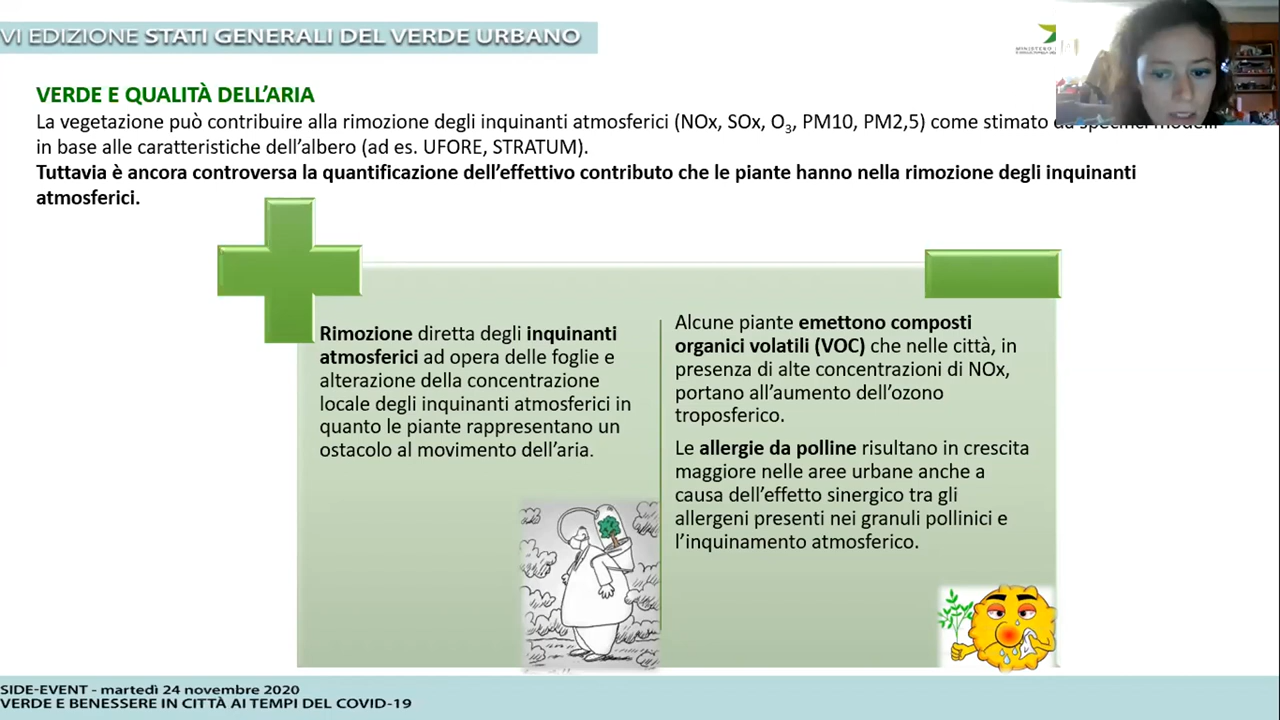 VI EDIZIONE STATI GENERALI DEL VERDE URBANO
VERDE E QUALITÀ DELL'ARIA
La vegetazione può contribuire alla rimozione degli inquinanti atmosferici (NOx, SOx, O3, PM10, PM2,5) come stimato da specifici modelli
in base alle caratteristiche dell'albero (ad es. UFORE, STRATUM).
Tuttavia è ancora controversa la quantificazione dell'effettivo contributo che le piante hanno nella rimozione degli inquinanti
atmosferici.
Rimozione diretta degli inquinanti
atmosferici ad opera delle foglie e
alterazione della concentrazione
locale degli inquinanti atmosferici in
quanto le piante rappresentano un
ostacolo al movimento dell'aria.
Alcune piante emettono composti
organici volatili (VOC) che nelle città, in
presenza di alte concentrazioni di NOx,
portano all'aumento dell'ozono
troposferico.
Le allergie da polline risultano in crescita
maggiore nelle aree urbane anche a
causa dell'effetto sinergico tra gli
allergeni presenti nei granuli pollinici e
l'inquinamento atmosferico.
SIDE-EVENT - martedì 24 novembre 2020
VERDE E BENESSERE IN CITTÀ AI TEMPI DEL COVID-19